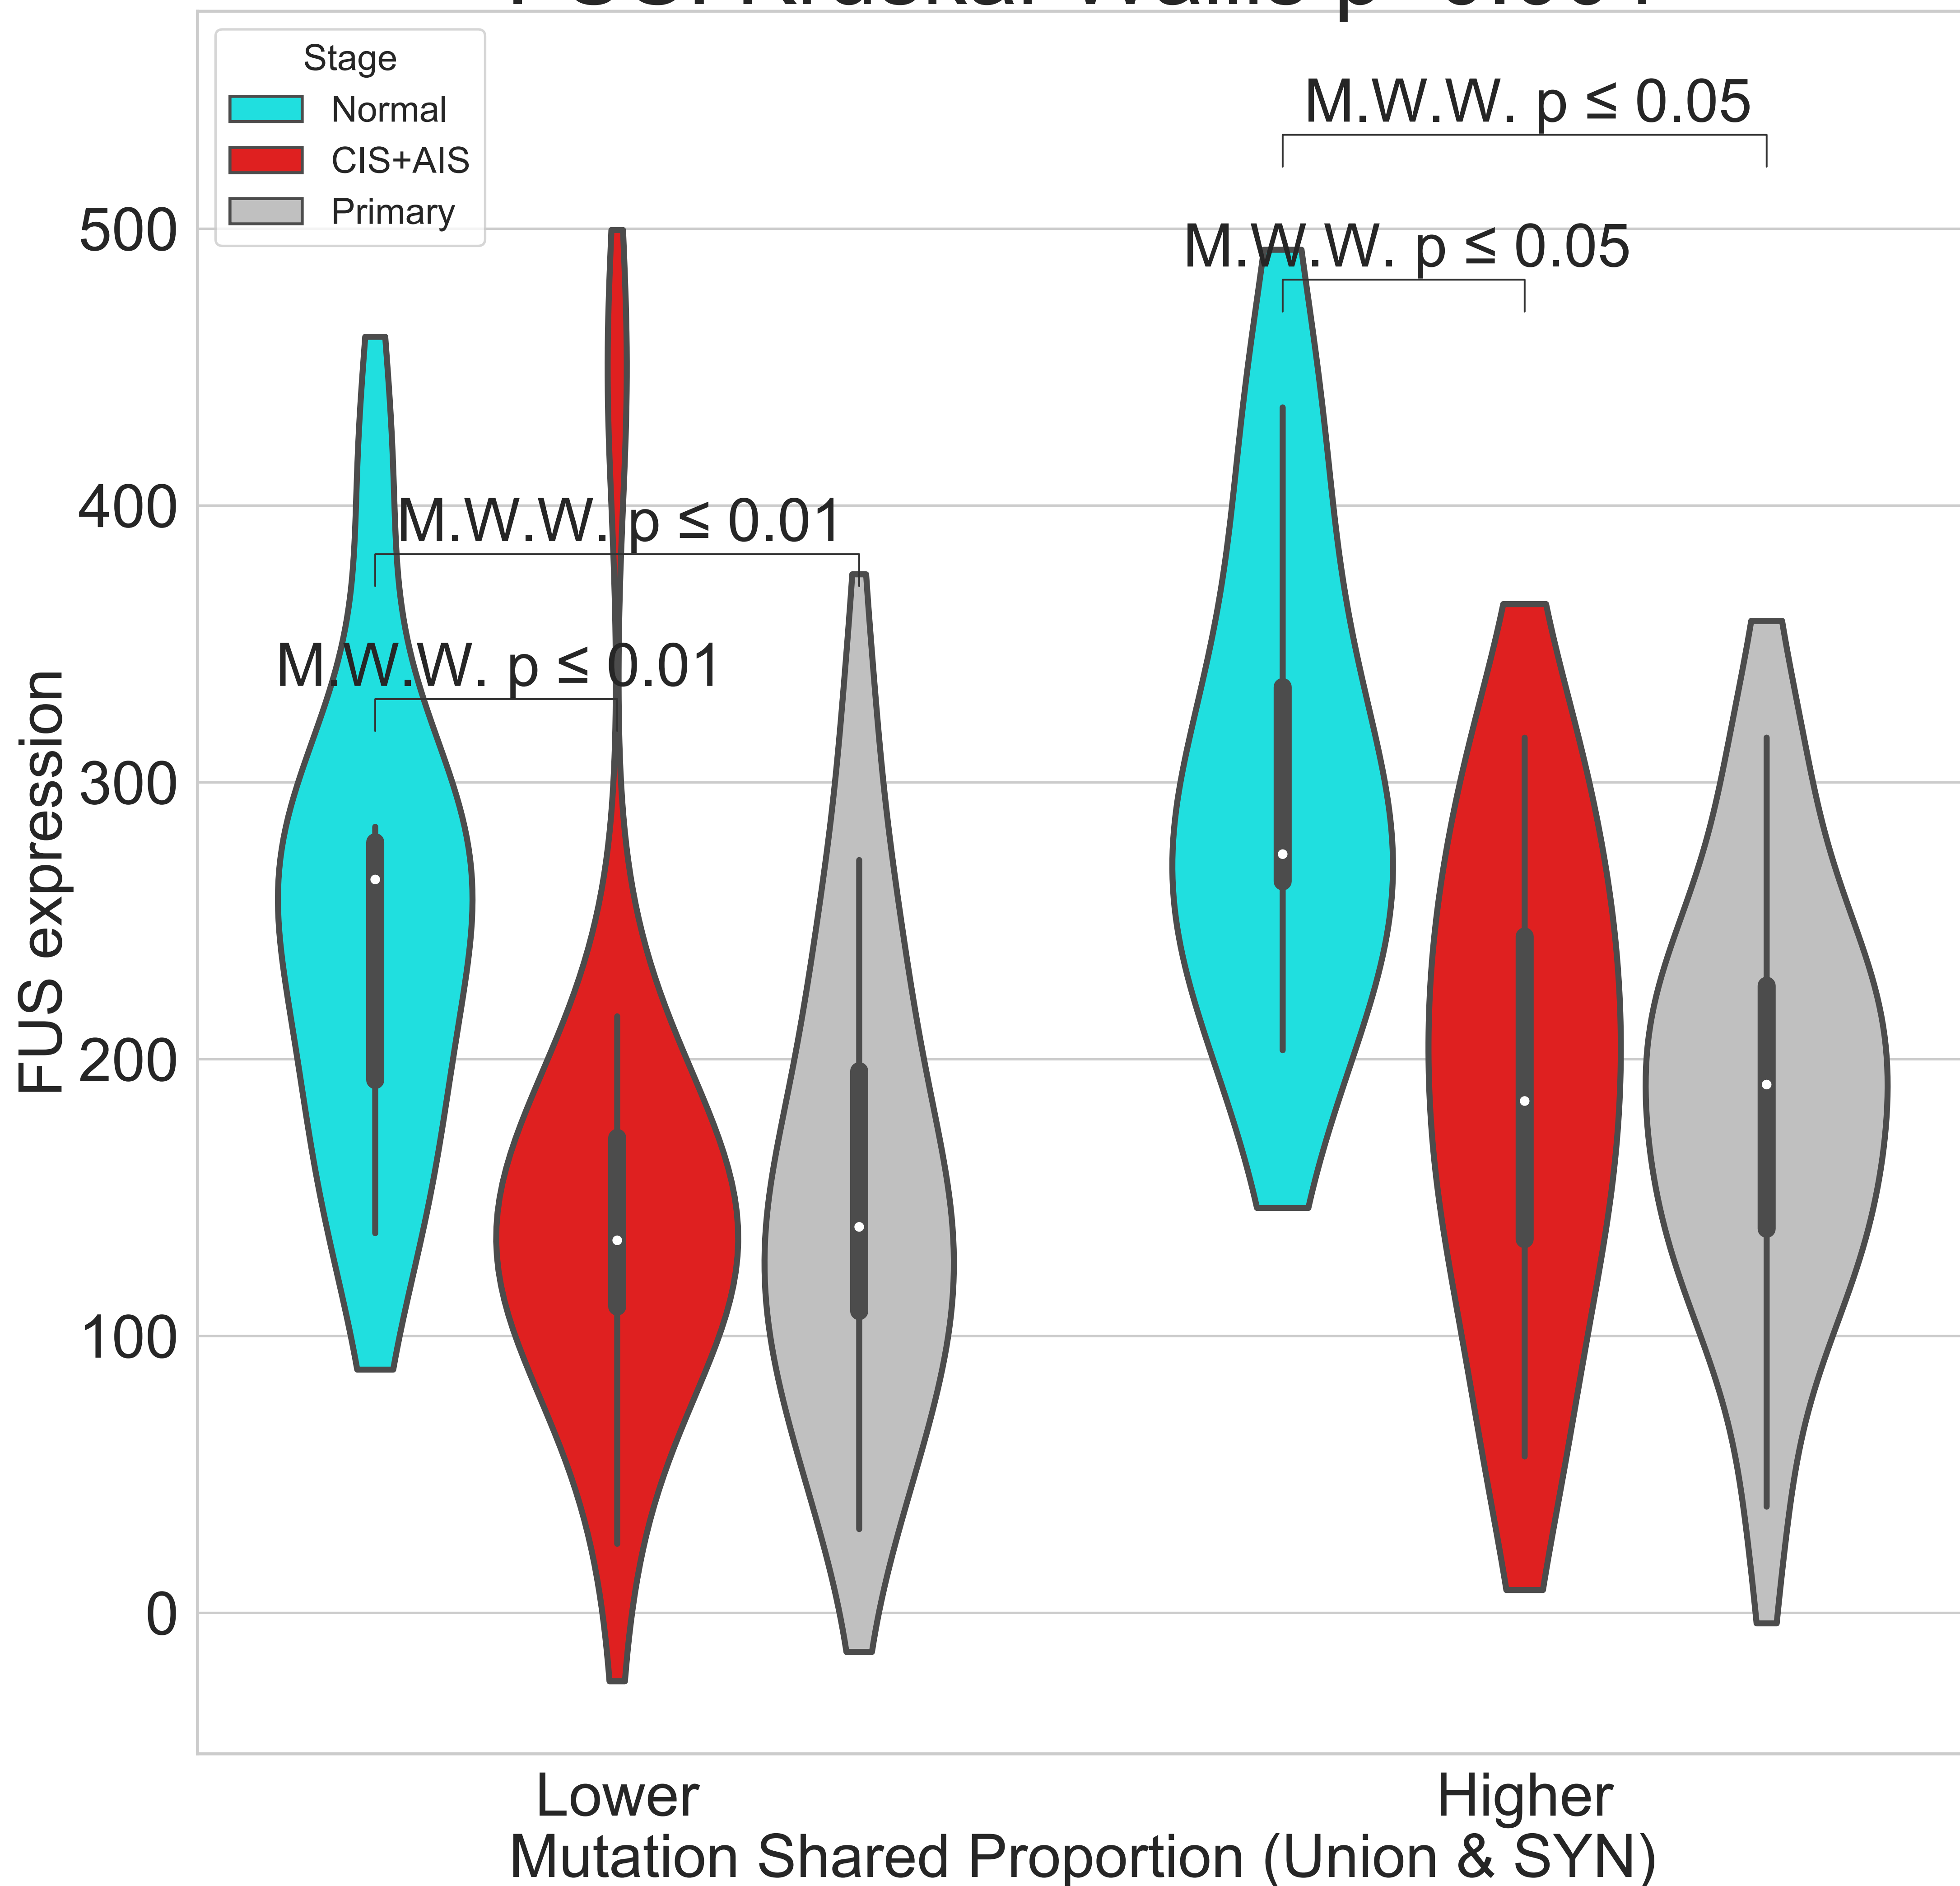 Stage
Normal
CIS+AIS
Primary
M.W.W. p ≤ 0.05
M.W.W. p ≤ 0.05
M.W.W. p ≤ 0.01
M.W.W. p ≤ 0.01
500
400
300
200
100
0
FUS expression
Lower
Higher
Mutation Shared Proportion (Union & SYN)